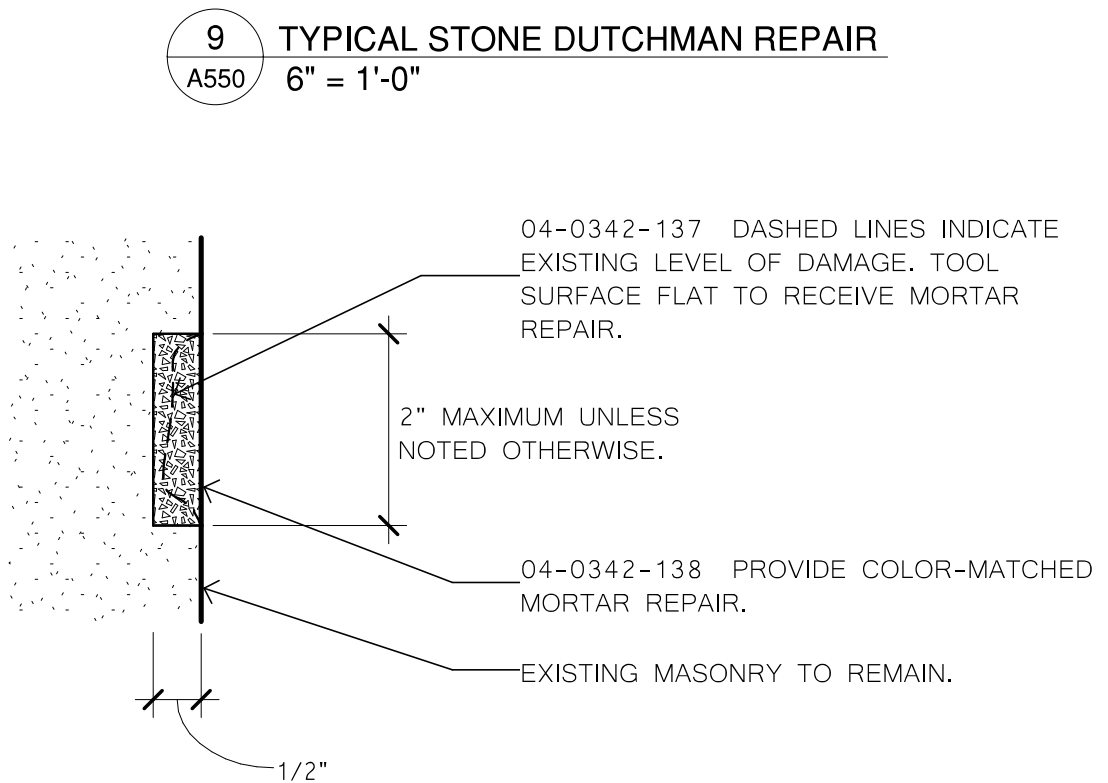 9
A550
TYPICAL STONE DUTCHMAN REPAIR
6" = 1'-0"
04-0342-137 DASHED LINES INDICATE
EXISTING LEVEL OF DAMAGE. TOOL
SURFACE FLAT TO RECEIVE MORTAR
REPAIR.
2" MAXIMUM UNLESS
NOTED OTHERWISE.
04-0342-138 PROVIDE COLOR-MATCHED
MORTAR REPAIR.
EXISTING MASONRY TO REMAIN.
1/2"